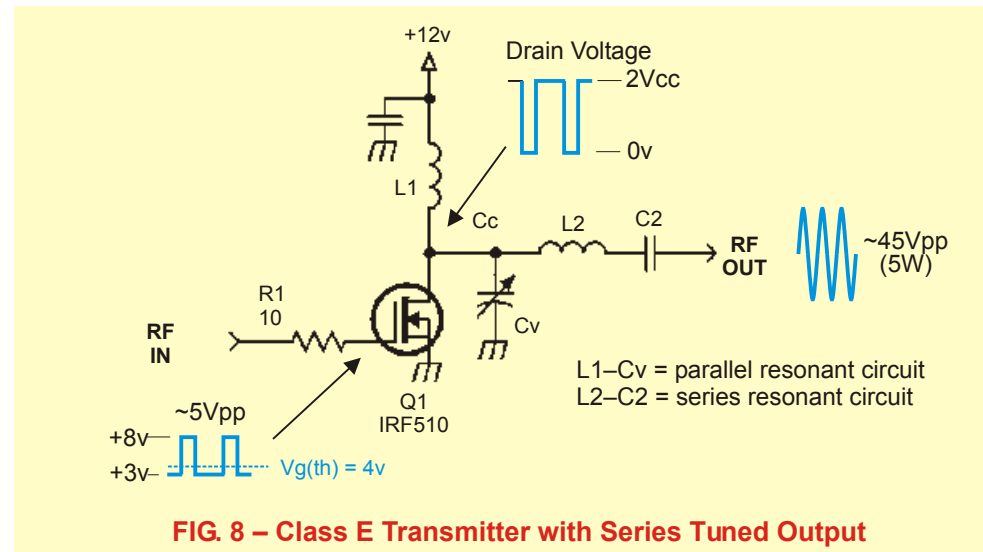 +12v
Drain Voltage
2Vcc
0v
L1
Cc
L2
C2
RF
OUT
~45Vpp
(5W)
R1
10
RF
IN
Cv
Q1
IRF510
L1–Cv = parallel resonant circuit
L2–C2 = series resonant circuit
~5Vpp
+8v
+3v
Vg(th) = 4v
FIG. 8 – Class E Transmitter with Series Tuned Output